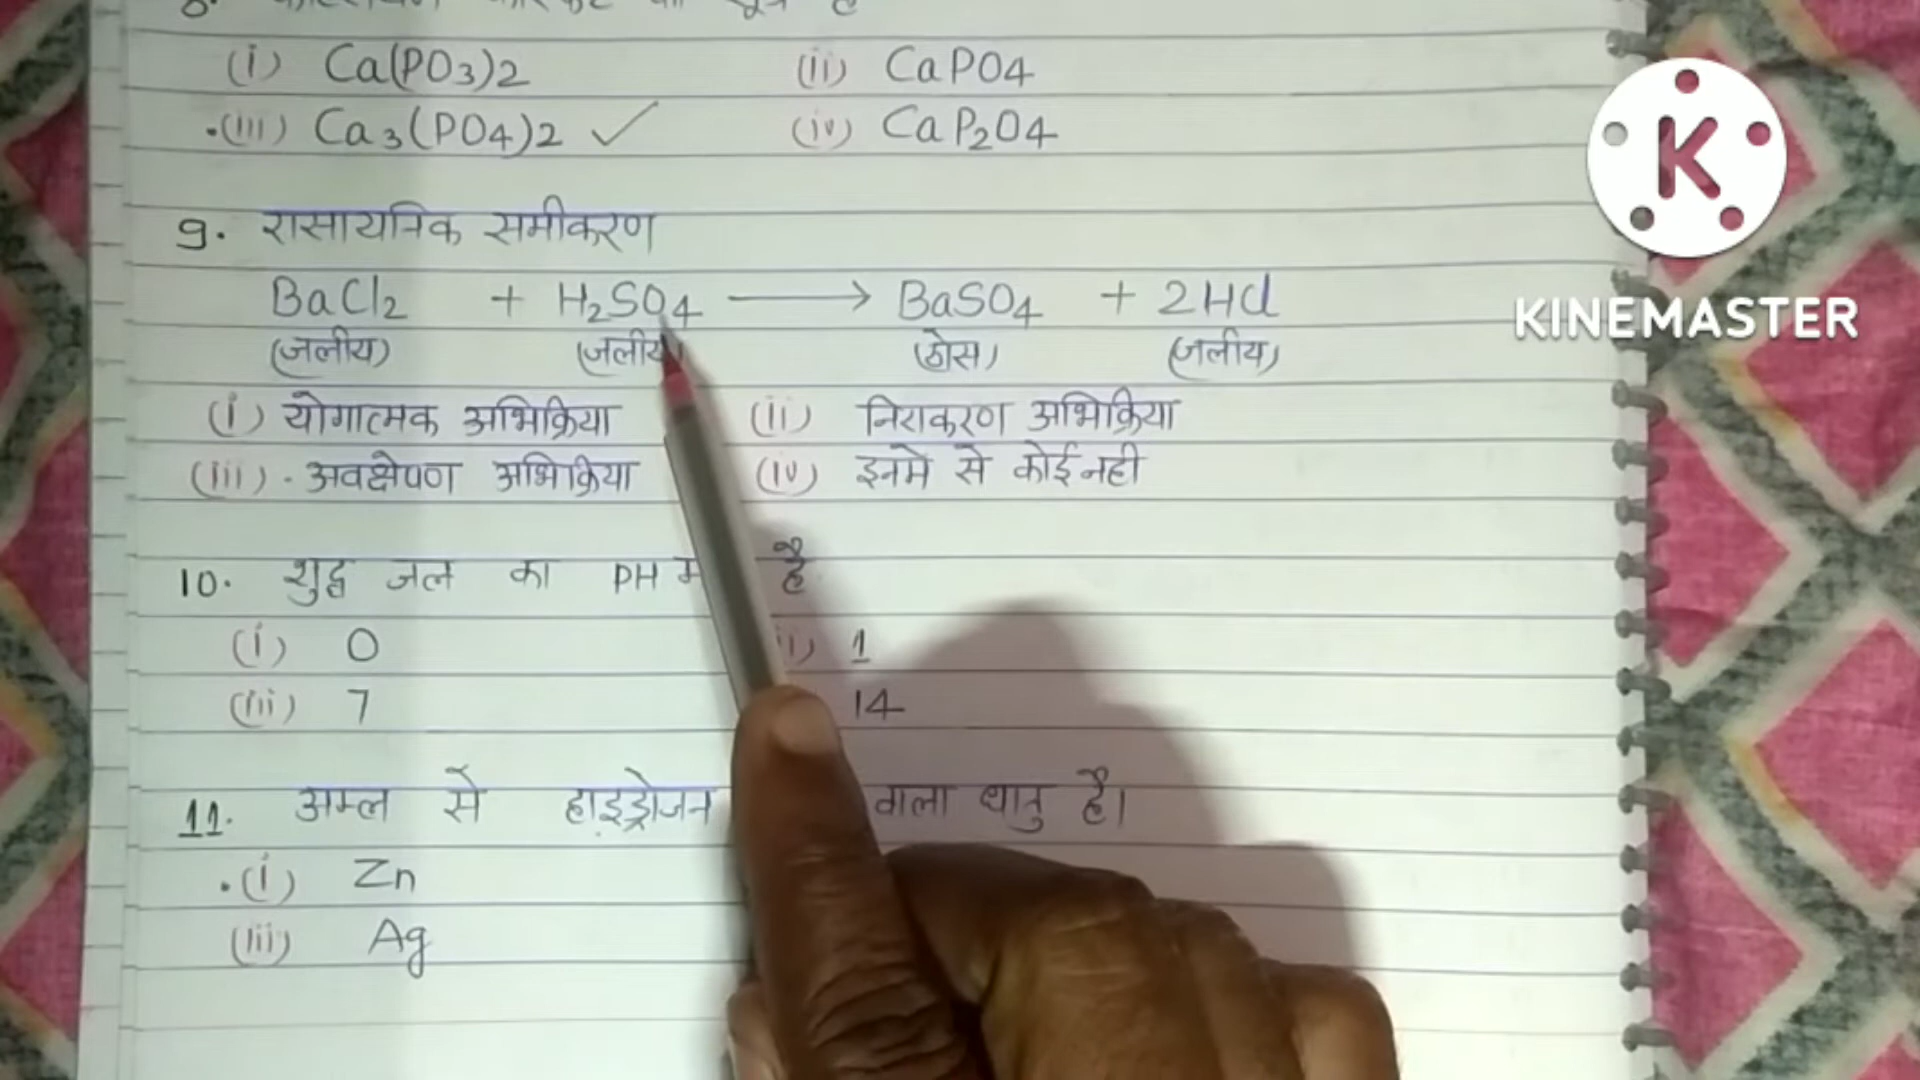 8. का सूत्र है
(i) Ca(PO3)2 (ii) CaPO4
(iii) Ca3(PO4)2 ✓ (iv) CaP2O4
9. रासायनिक समीकरण
BaCl2 + H2SO4 → BaSO4 + 2HCl
(जलीय) (जलीय) (ठोस) (जलीय)
(i) योगात्मक अभिक्रिया (ii) निराकरण अभिक्रिया
(iii) अवक्षेपण अभिक्रिया (iv) इनमे से कोई नही
10. शुद्ध जल का PH है
(i) 0 1
(iii) 7 14
11. अम्ल से हाइड्रोजन वाला धातु है।
(i) Zn
(iii) Ag
K
KINEMASTER